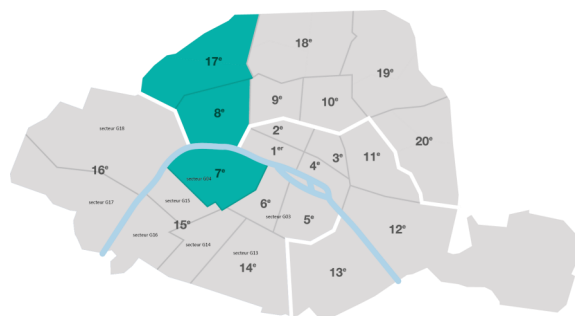 18e
17e
19e
9e
10e
8e
secteur G18
2e
20e
1er
3e
11e
4e
16e
7e
secteur G04
secteur G17
secteur G15
6e
secteur G03
5e
15e
12e
secteur G16
secteur G14
secteur G13
14e
13e